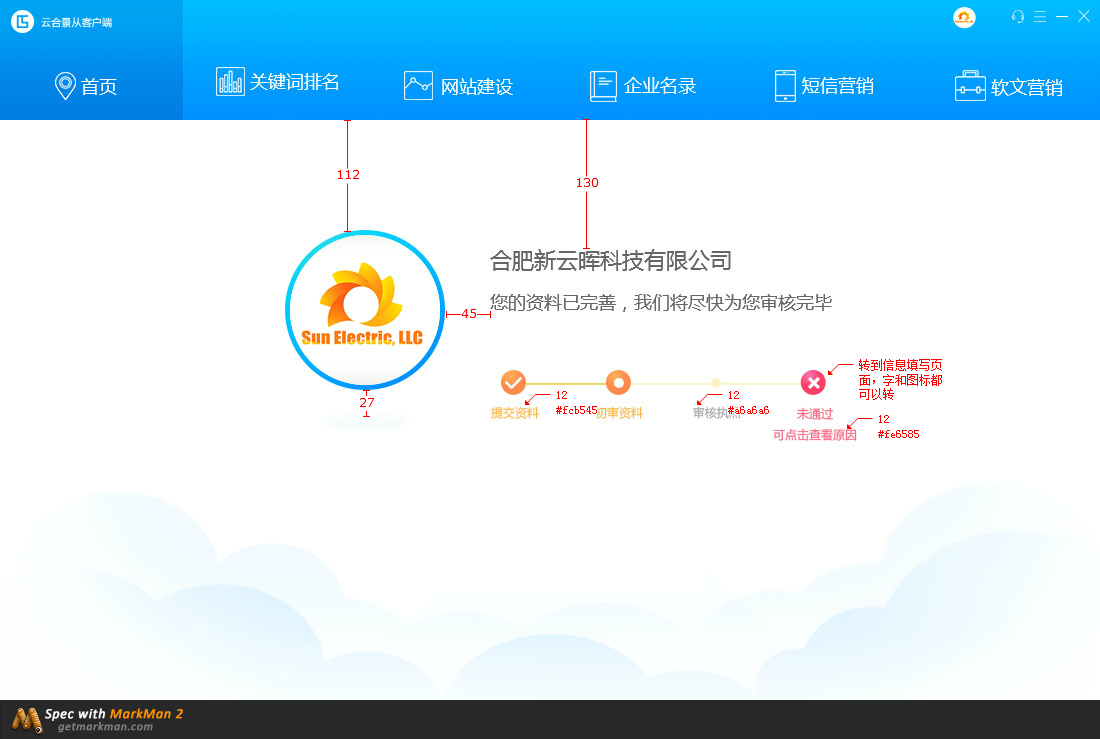 云合景从客户端
首页
关键词排名
网站建设
企业名录
短信营销
软文营销
112
130
合肥新云晖科技有限公司
您的资料已完善，我们将尽快为您审核完毕
45
Sun Electric, LLC
27
转到信息填写页
面，字和图标都
可以转
12
#fcb545
12
#a6a6a6
提交资料
初审资料
审核执照
未通过
可点击查看原因
12
#fe6585
Spec with MarkMan 2
getmarkman.com